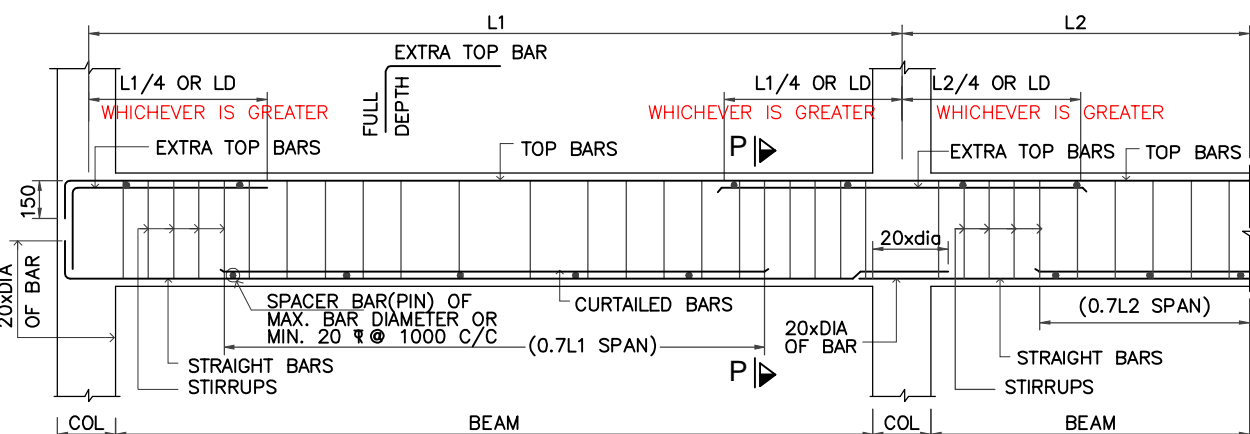 L1
L2
EXTRA TOP BAR
L1/4 OR LD
WHICHEVER IS GREATER
FULL
DEPTH
L1/4 OR LD
WHICHEVER IS GREATER
L2/4 OR LD
WHICHEVER IS GREATER
P
EXTRA TOP BARS
TOP BARS
EXTRA TOP BARS
TOP BARS
150
20xdia
20xDIA
OF BAR
SPACER BAR(PIN) OF
MAX. BAR DIAMETER OR
MIN. 20 @ 1000 C/C
CURTAILED BARS
(0.7L1 SPAN)
(0.7L2 SPAN)
20xDIA
OF BAR
STRAIGHT BARS
STIRRUPS
P
STRAIGHT BARS
STIRRUPS
COL
BEAM
COL
BEAM